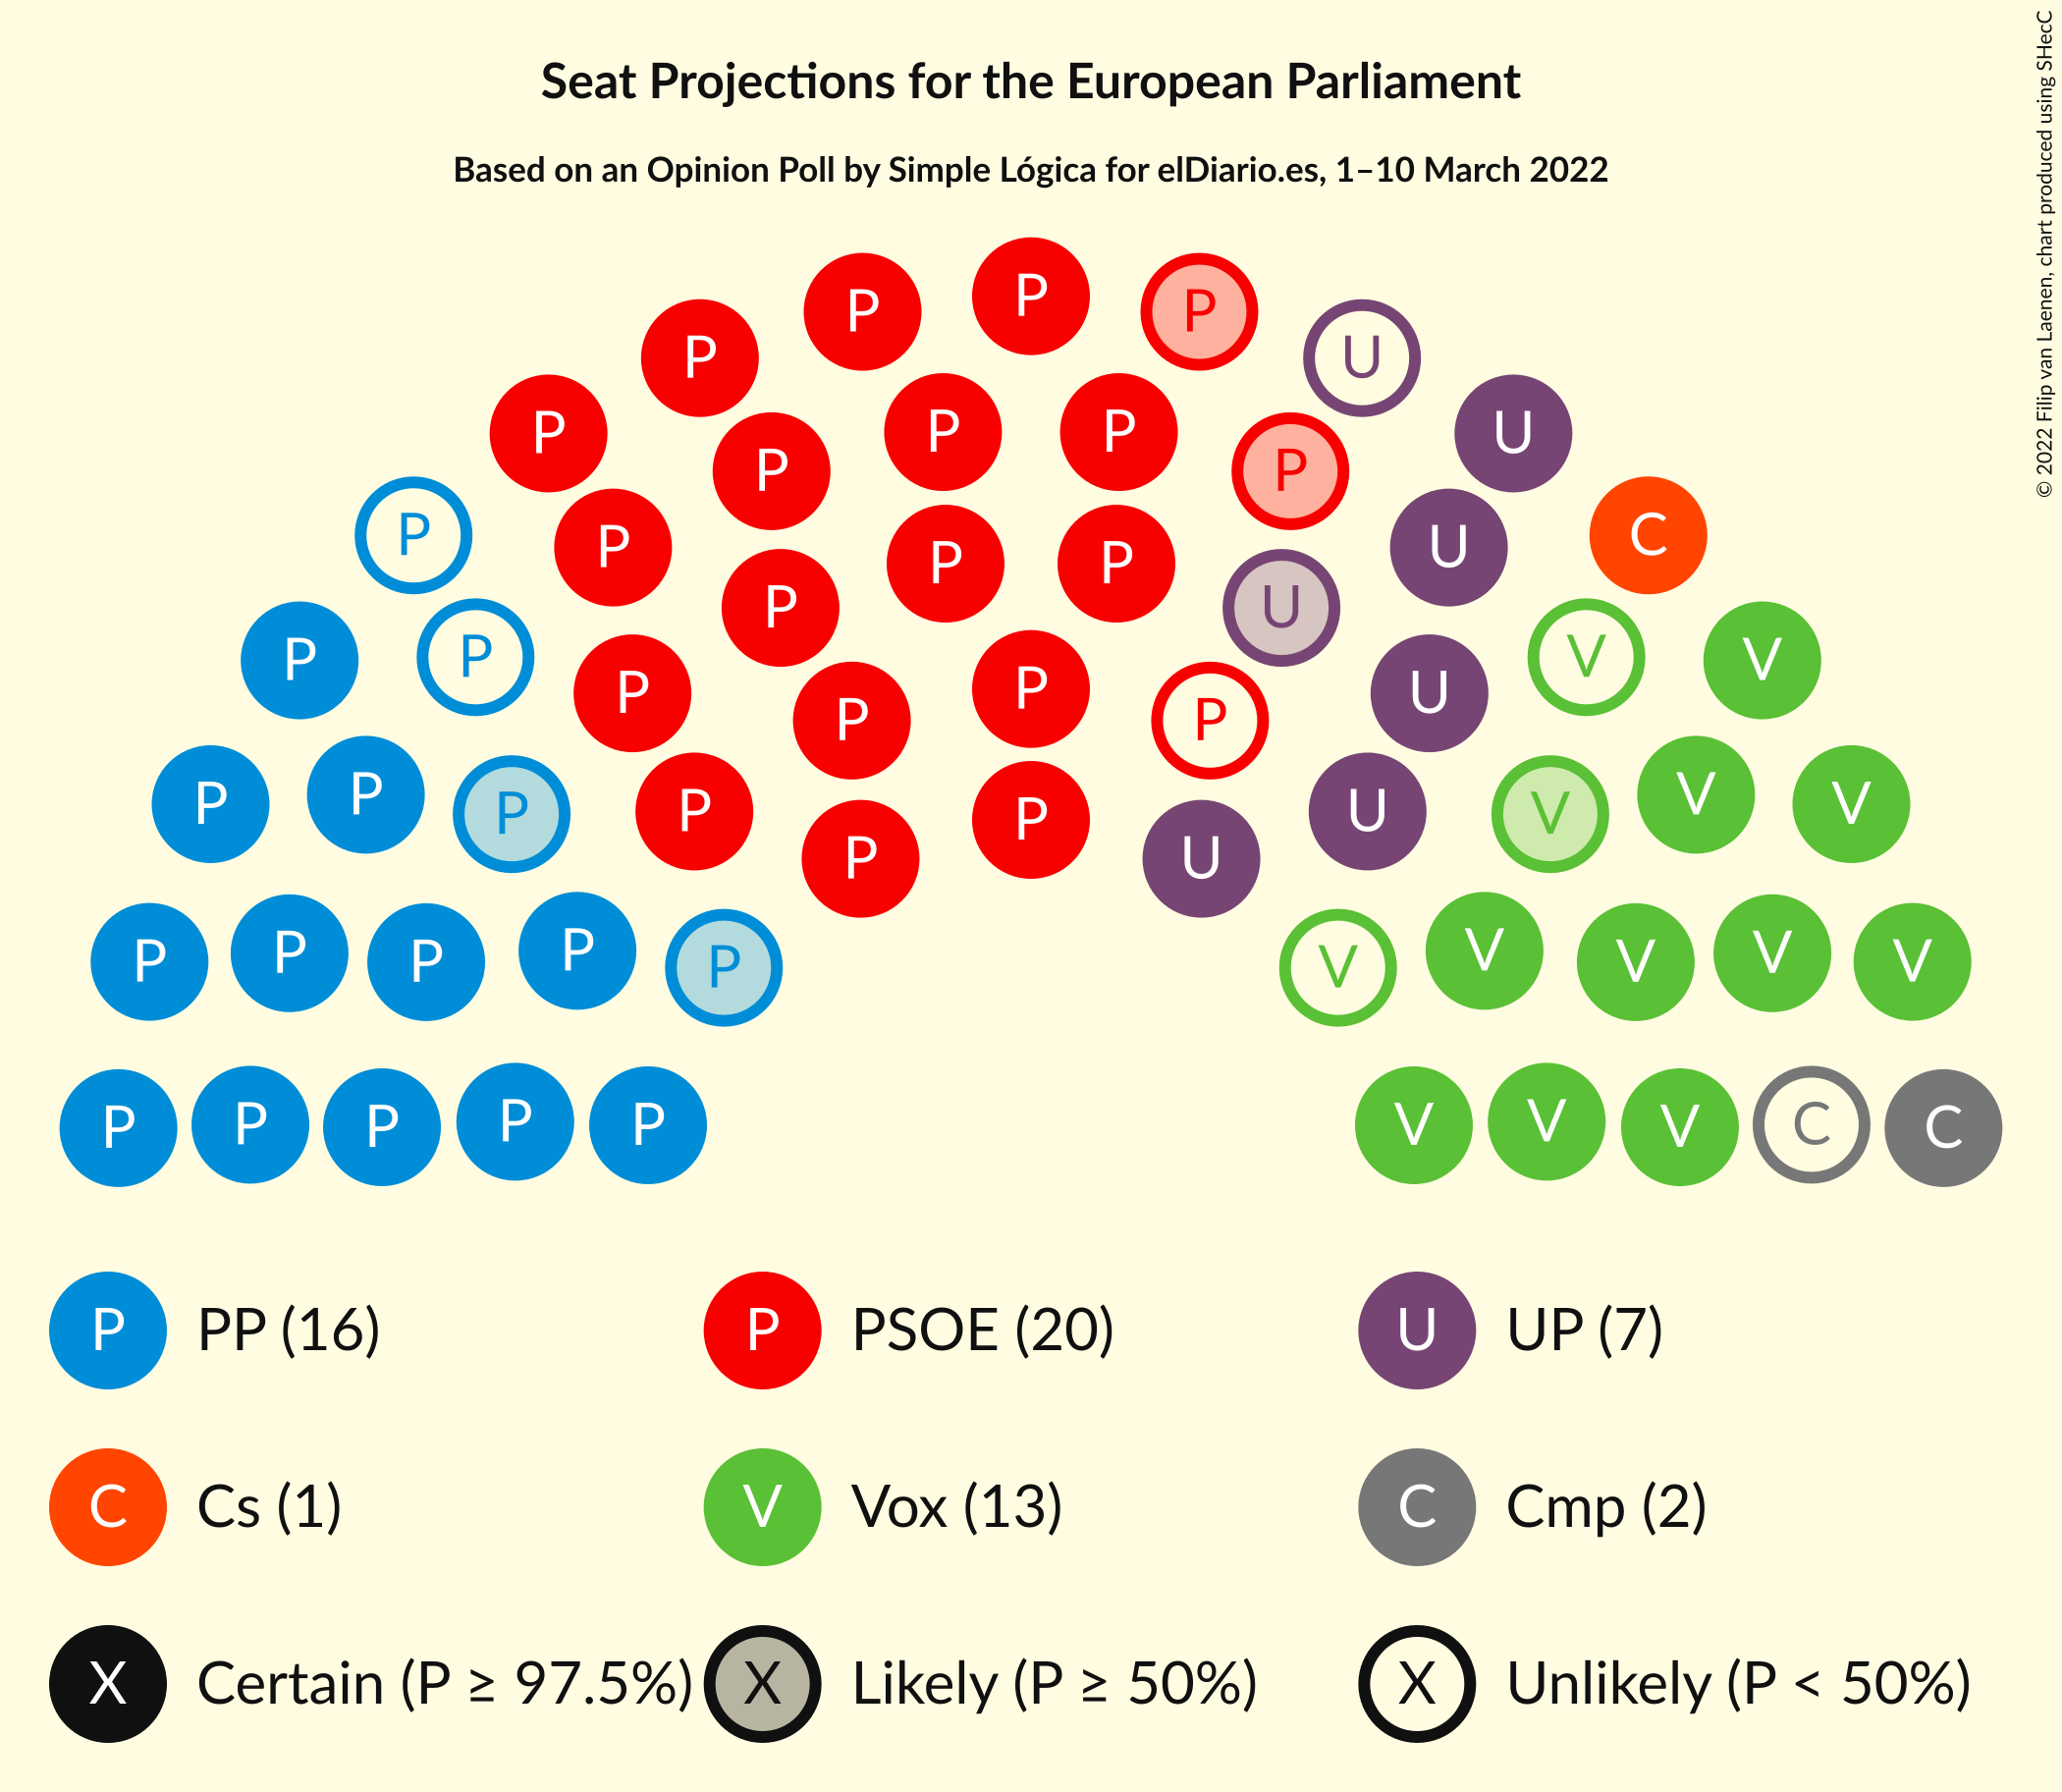 Seat Projections for the European Parliament
Based on an Opinion Poll by Simple Lógica for elDiario.es, 1–10 March 2022
© 2022 Filip van Laenen, chart produced using SHecC
P
P P
P U
P P P U
P P
P P P P U C
P U
P P P P U V V
P P
P P P P P U V V V
P U
P P P P P V V V V V
P P P P P V V V C C
P PP (16) P PSOE (20) U UP (7)
C Cs (1) V Vox (13) C Cmp (2)
X Certain (P ≥ 97.5%) X Likely (P ≥ 50%) X Unlikely (P < 50%)